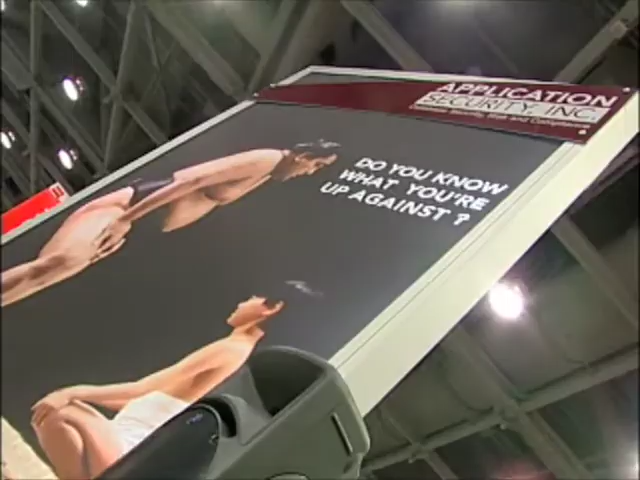 APPLICATION
SECURITY, INC.
DO YOU KNOW
WHAT YOU'RE
UP AGAINST?